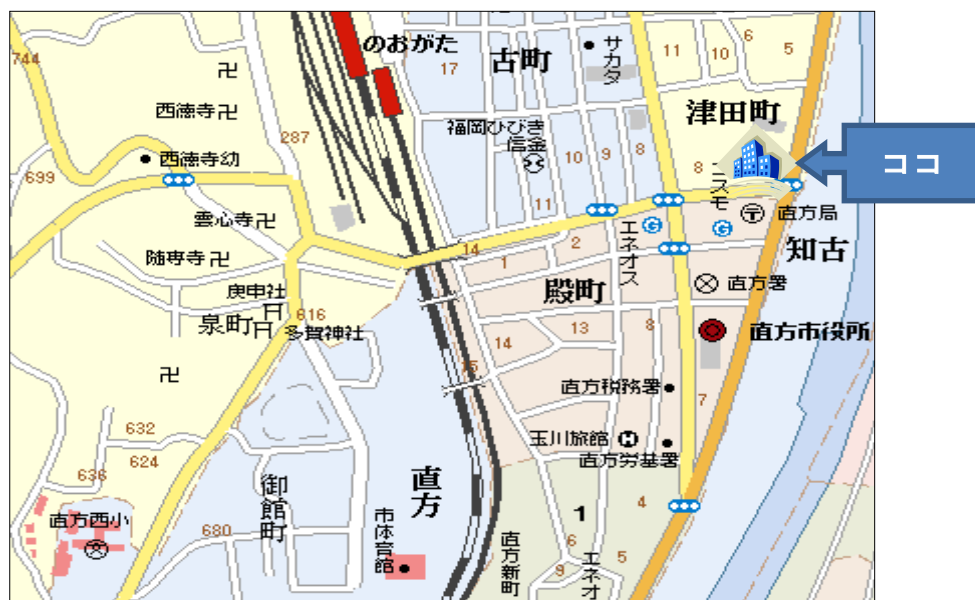 744
のおがた
古町
サカタ
11
10
6
5
卍
17
津田町
西徳寺卍
287
福岡ひびき
信金
10
9
8
8
エスモ
ココ
西徳寺幼
699
雲心寺卍
11
エネオス
直方局
随専寺卍
14
1
2
知古
庚申社
殿町
直方署
泉町
616
多賀神社
14
13
8
直方市役所
卍
15
直方税務署
7
632
624
玉川旅館
直方労基署
636
御館町
直方
4
直方西小
680
市体育館
直方新町
1
6
5
9
エネオ